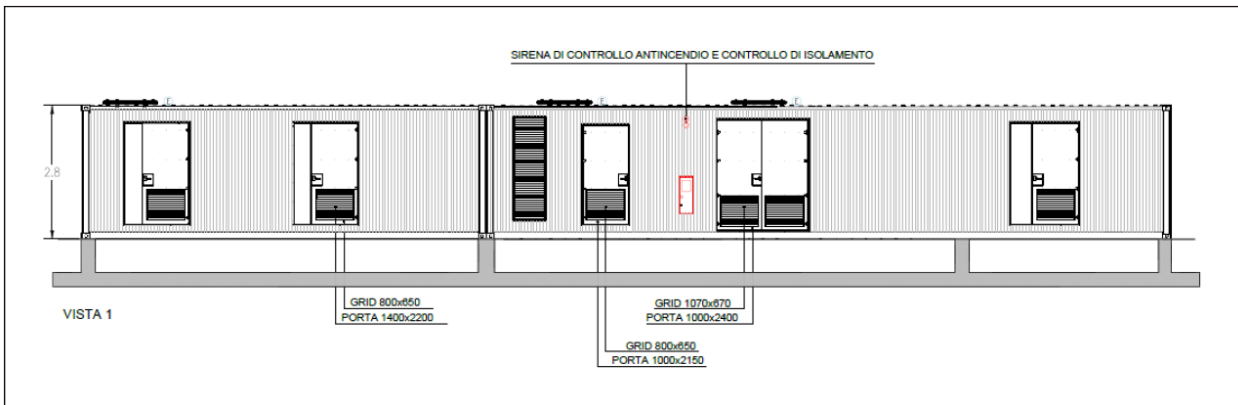 SIRENA DI CONTROLLO ANTINCENDIO E CONTROLLO DI ISOLAMENTO
E
E
E
2.8
GRID 800x650
PORTA 1400x2200
GRID 1070x670
PORTA 1000x2400
VISTA 1
GRID 800x650
PORTA 1000x2150